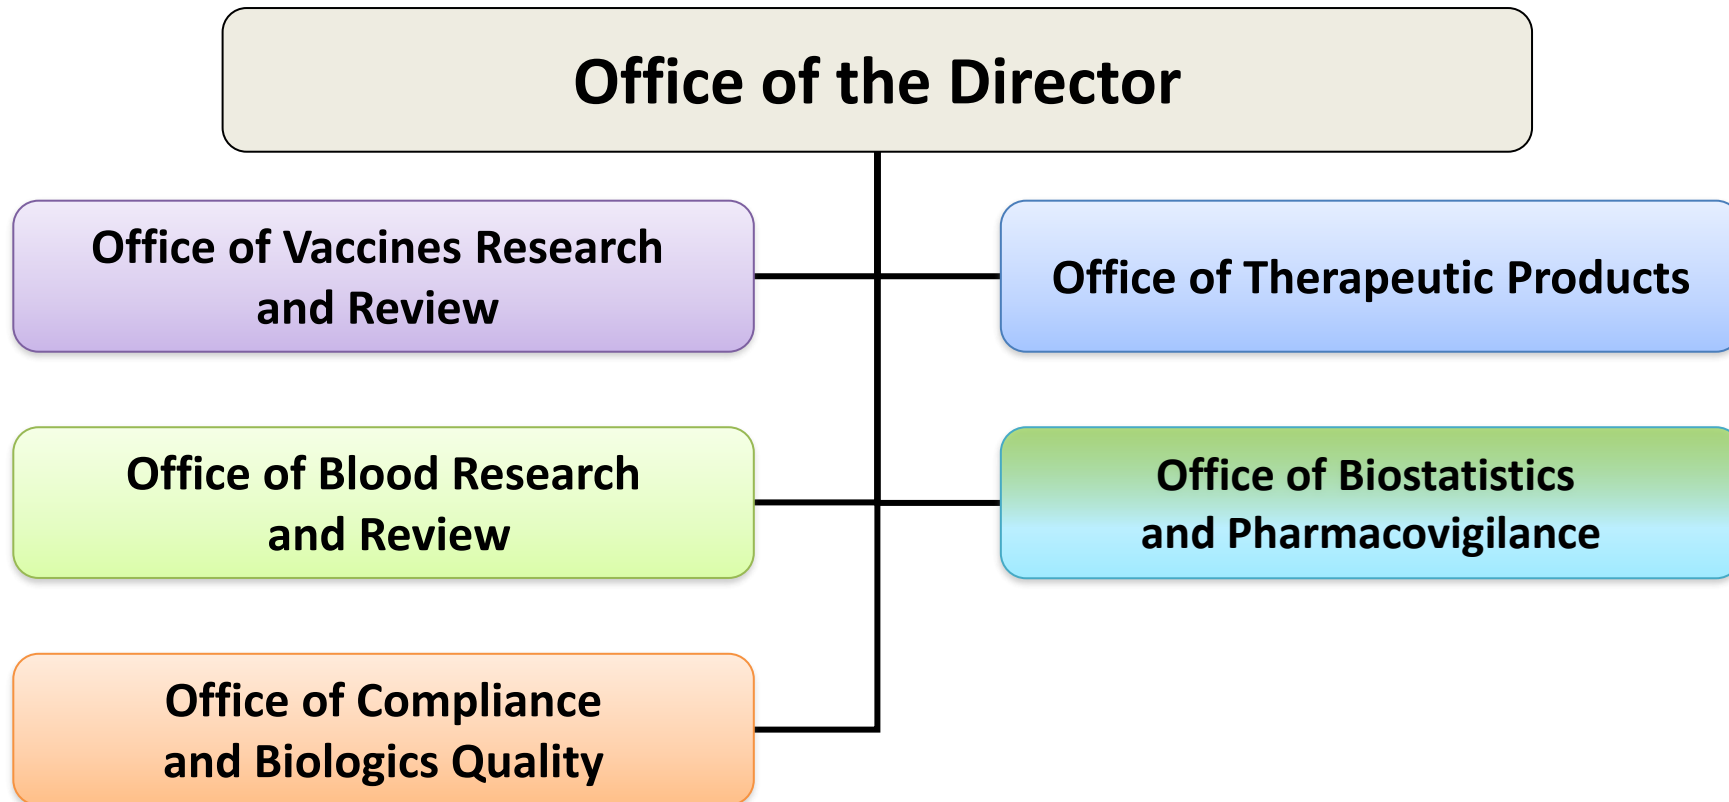 Office of the Director
Office of Vaccines Research
and Review
Office of Therapeutic Products
Office of Blood Research
and Review
Office of Biostatistics
and Pharmacovigilance
Office of Compliance
and Biologics Quality